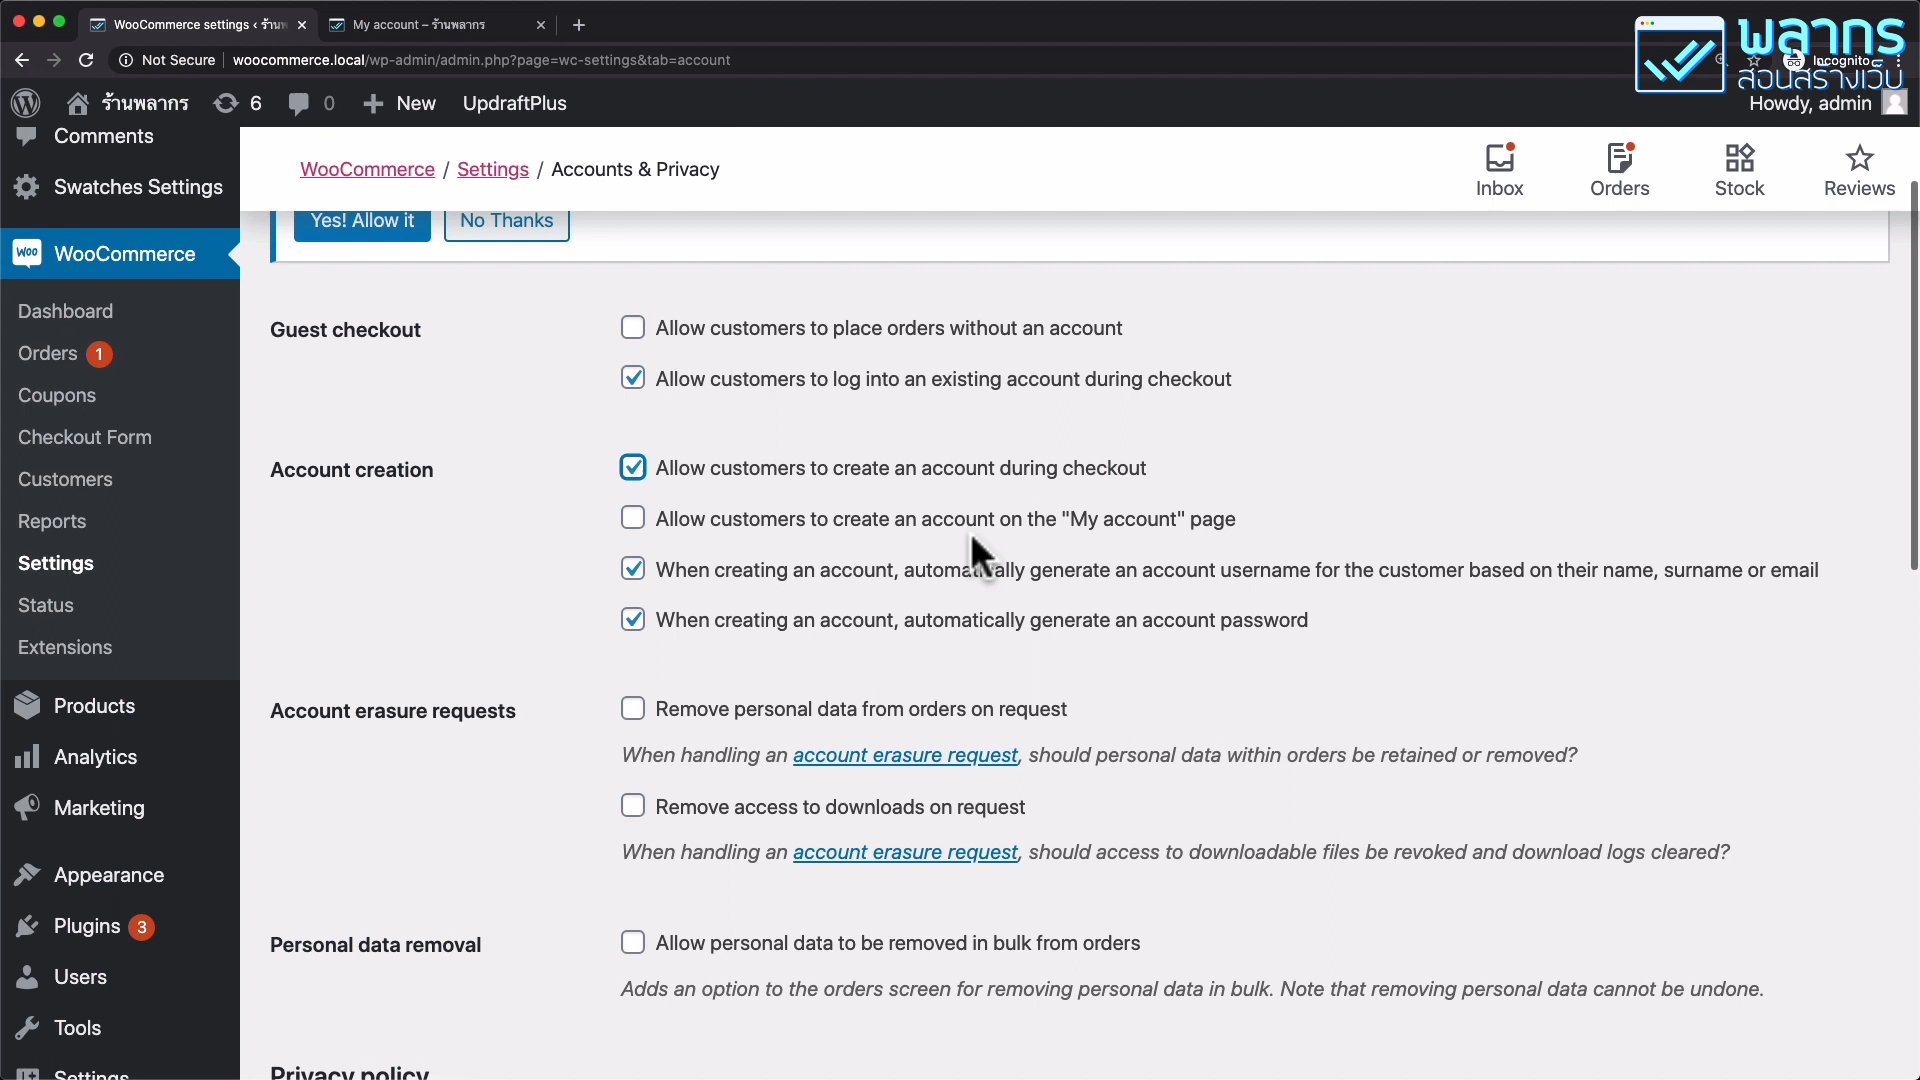 WooCommerce settings ‹ ร้านพ
My account – ร้านพลากร
Not Secure
woocommerce.local/wp-admin/admin.php?page=wc-settings&tab=account
Incognito
พลากร
สอนสร้างเว็บ
ร้านพลากร
6
0
New
UpdraftPlus
Howdy, admin
Comments
Swatches Settings
WooCommerce
Dashboard
Orders 1
Coupons
Checkout Form
Customers
Reports
Settings
Status
Extensions
Products
Analytics
Marketing
Appearance
Plugins 3
Users
Tools
Settings
WooCommerce / Settings / Accounts & Privacy
Inbox
Orders
Stock
Reviews
Yes! Allow it
No Thanks
Guest checkout
Allow customers to place orders without an account
Allow customers to log into an existing account during checkout
Account creation
Allow customers to create an account during checkout
Allow customers to create an account on the "My account" page
When creating an account, automatically generate an account username for the customer based on their name, surname or email
When creating an account, automatically generate an account password
Account erasure requests
Remove personal data from orders on request
When handling an account erasure request, should personal data within orders be retained or removed?
Remove access to downloads on request
When handling an account erasure request, should access to downloadable files be revoked and download logs cleared?
Personal data removal
Allow personal data to be removed in bulk from orders
Adds an option to the orders screen for removing personal data in bulk. Note that removing personal data cannot be undone.
Privacy policy